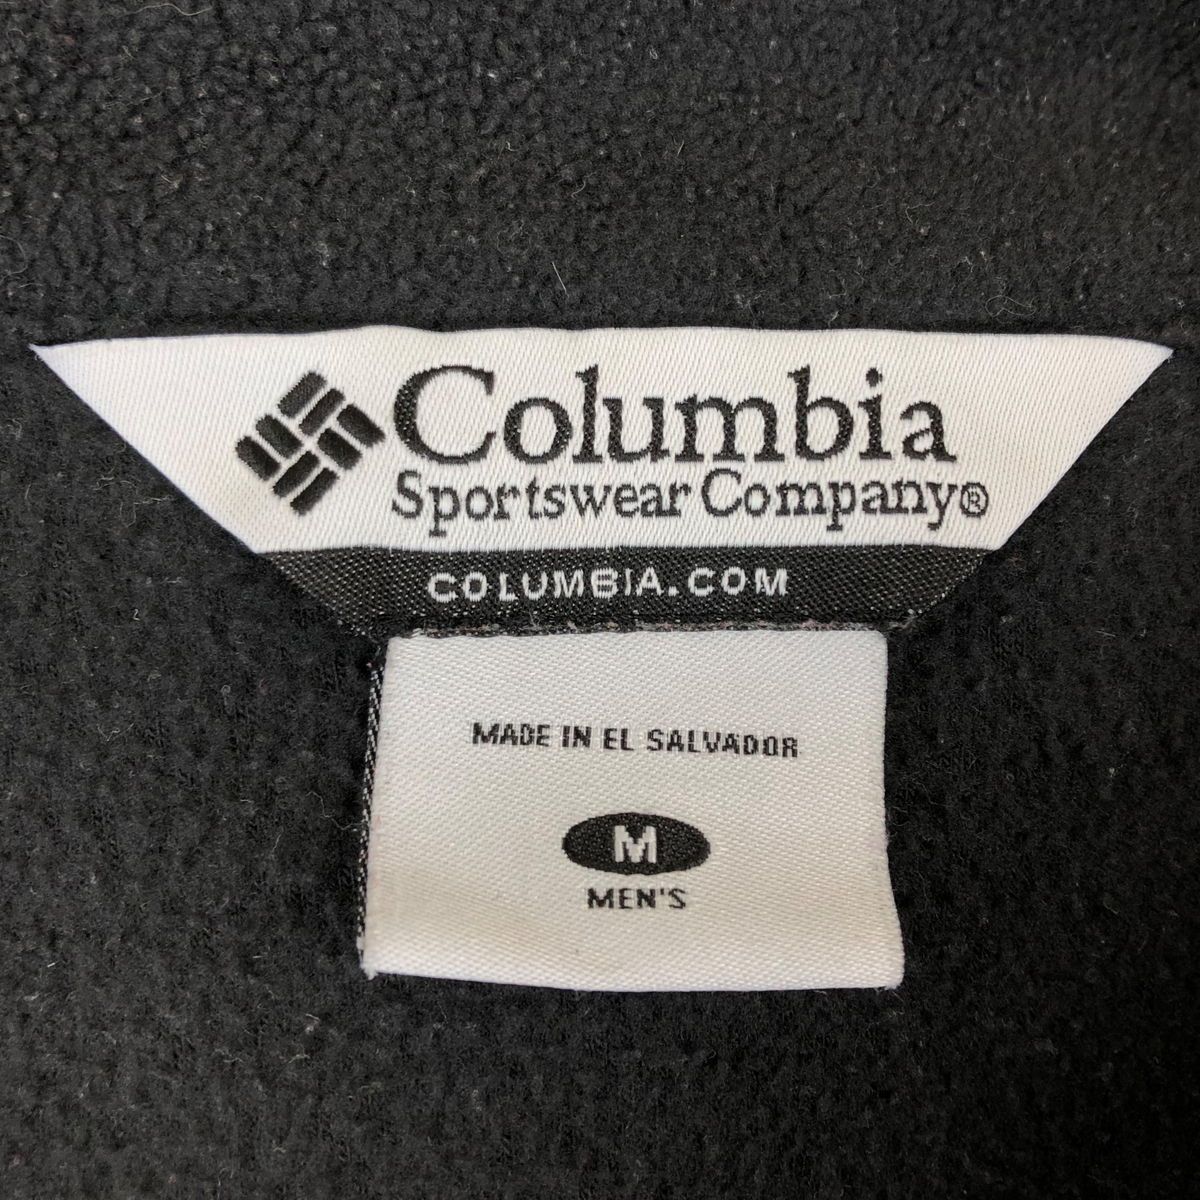 Columbia
Sportswear Company®
COLUMBIA.COM
MADE IN EL SALVADOR
M
MEN'S